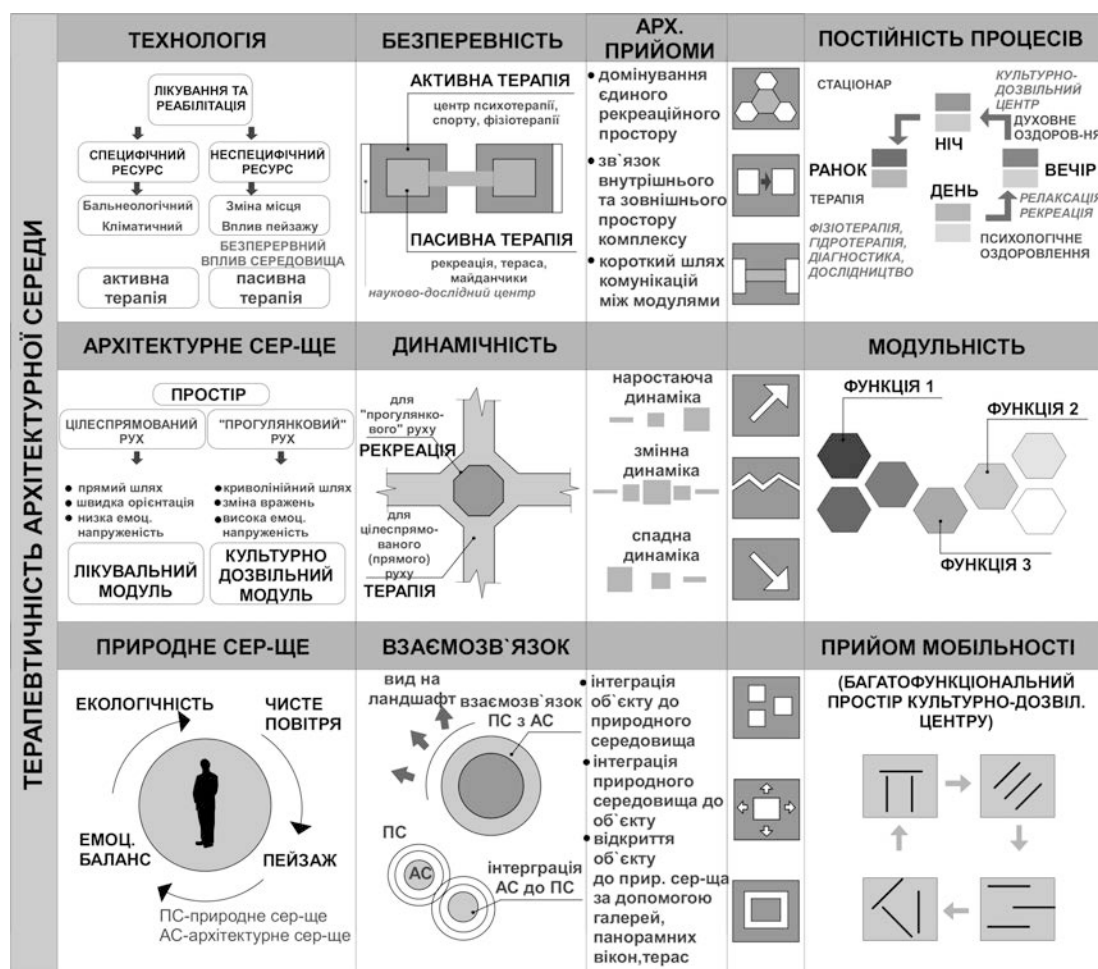 ТЕРАПЕВТИЧНІСТЬ АРХІТЕКТУРНОЇ СЕРЕДИ
ТЕХНОЛОГІЯ
ЛІКУВАННЯ ТА
РЕАБІЛІТАЦІЯ
СПЕЦИФІЧНИЙ
РЕСУРС
НЕСПЕЦИФІЧНИЙ
РЕСУРС
Бальнеологічний
Кліматичний
Зміна місця
Вплив пейзажу
БЕЗПЕРЕРВНИЙ
ВПЛИВ СЕРЕДОВИЩА
активна
терапія
пасивна
терапія
БЕЗПЕРЕВНІСТЬ
АКТИВНА ТЕРАПІЯ
центр психотерапії,
спорту, фізіотерапії
ПАСИВНА ТЕРАПІЯ
рекреація, тераса,
майданчики
науково-дослідний центр
АРХ.
ПРИЙОМИ
• домінування
єдиного
рекреаційного
простору
• зв`язок
внутрішнього
та зовнішнього
простору
комплексу
• короткий шлях
комунікацій
між модулями
ПОСТІЙНІСТЬ ПРОЦЕСІВ
СТАЦІОНАР
КУЛЬТУРНО-
ДОЗВІЛЬНИЙ
ЦЕНТР
ДУХОВНЕ
ОЗДОРОВ-НЯ
НІЧ
РАНОК
ВЕЧІР
ДЕНЬ
ТЕРАПІЯ
РЕЛАКСАЦІЯ
РЕКРЕАЦІЯ
ФІЗІОТЕРАПІЯ,
ГІДРОТЕРАПІЯ,
ДІАГНОСТИКА,
ДОСЛІДНИЦТВО
ПСИХОЛОГІЧНЕ
ОЗДОРОВЛЕННЯ
АРХІТЕКТУРНЕ СЕР-ЩЕ
ПРОСТІР
ЦІЛЕСПРЯМОВАНИЙ
РУХ
"ПРОГУЛЯНКОВИЙ"
РУХ
• прямий шлях
• швидка орієнтація
• низка емоц.
напруженість
• криволінійний шлях
• зміна вражень
• висока емоц.
напруженість
ЛІКУВАЛЬНИЙ
МОДУЛЬ
КУЛЬТУРНО
ДОЗВІЛЬНИЙ
МОДУЛЬ
ДИНАМІЧНІСТЬ
для
"прогулянко-
вого" руху
РЕКРЕАЦІЯ
для
цілеспрямо-
ваного
(прямого)
руху
ТЕРАПІЯ
наростаюча
динаміка
змінна
динаміка
спадна
динаміка
МОДУЛЬНІСТЬ
ФУНКЦІЯ 1
ФУНКЦІЯ 2
ФУНКЦІЯ 3
ПРИРОДНЕ СЕР-ЩЕ
ЕКОЛОГІЧНІСТЬ
ЧИСТЕ
ПОВІТРЯ
ЕМОЦ.
БАЛАНС
ПЕЙЗАЖ
ПС-природне сер-ще
АС-архітектурне сер-ще
ВЗАЄМОЗВ`ЯЗОК
вид на
ландшафт
взаємозв`язок
ПС з АС
ПС
АС
інтерграція
АС до ПС
• інтеграція
об`єкту до
природного
середовища
• інтеграція
природного
середовища до
об`єкту
• відкриття
об`єкту
до прир. сер-ща
за допомогою
галерей,
панорамних
вікон,терас
ПРИЙОМ МОБІЛЬНОСТІ
(БАГАТОФУНКЦІОНАЛЬНИЙ
ПРОСТІР КУЛЬТУРНО-ДОЗВІЛ.
ЦЕНТРУ)